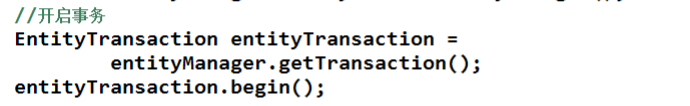 //开启事务
EntityTransaction entityTransaction =
entityManager.getTransaction();
entityTransaction.begin();